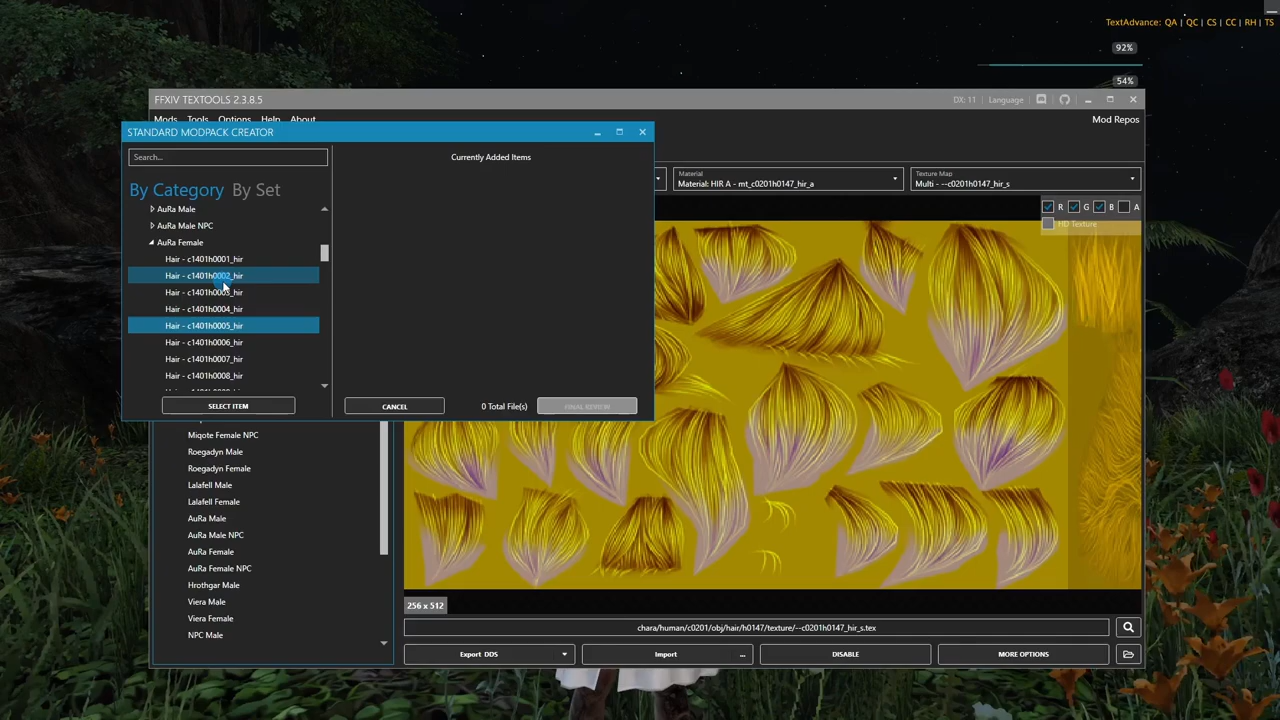 TextAdvance: QA | QC | CS | CC | RH | TS
92%
54%
FFXIV TEXTOOLS 2.3.8.5
DX: 11 | Language
Mods Tools Options Help About
Mod Repos
STANDARD MODPACK CREATOR
Search...
By Category By Set
AuRa Male
AuRa Male NPC
AuRa Female
Hair - c1401h0001_hir
Hair - c1401h0002_hir
Hair - c1401h0003_hir
Hair - c1401h0004_hir
Hair - c1401h0005_hir
Hair - c1401h0006_hir
Hair - c1401h0007_hir
Hair - c1401h0008_hir
SELECT ITEM
Currently Added Items
CANCEL
0 Total File(s)
FINAL REVIEW
Material
Material: HIR A - mt_c0201h0147_hir_a
Texture Map
Multi - --c0201h0147_hir_s
R G B A
HD Texture
Miqote Female NPC
Roegadyn Male
Roegadyn Female
Lalafell Male
Lalafell Female
AuRa Male
AuRa Male NPC
AuRa Female
AuRa Female NPC
Hrothgar Male
Viera Male
Viera Female
NPC Male
256 x 512
chara/human/c0201/obj/hair/h0147/texture/--c0201h0147_hir_s.tex
Export DDS
Import ...
DISABLE
MORE OPTIONS